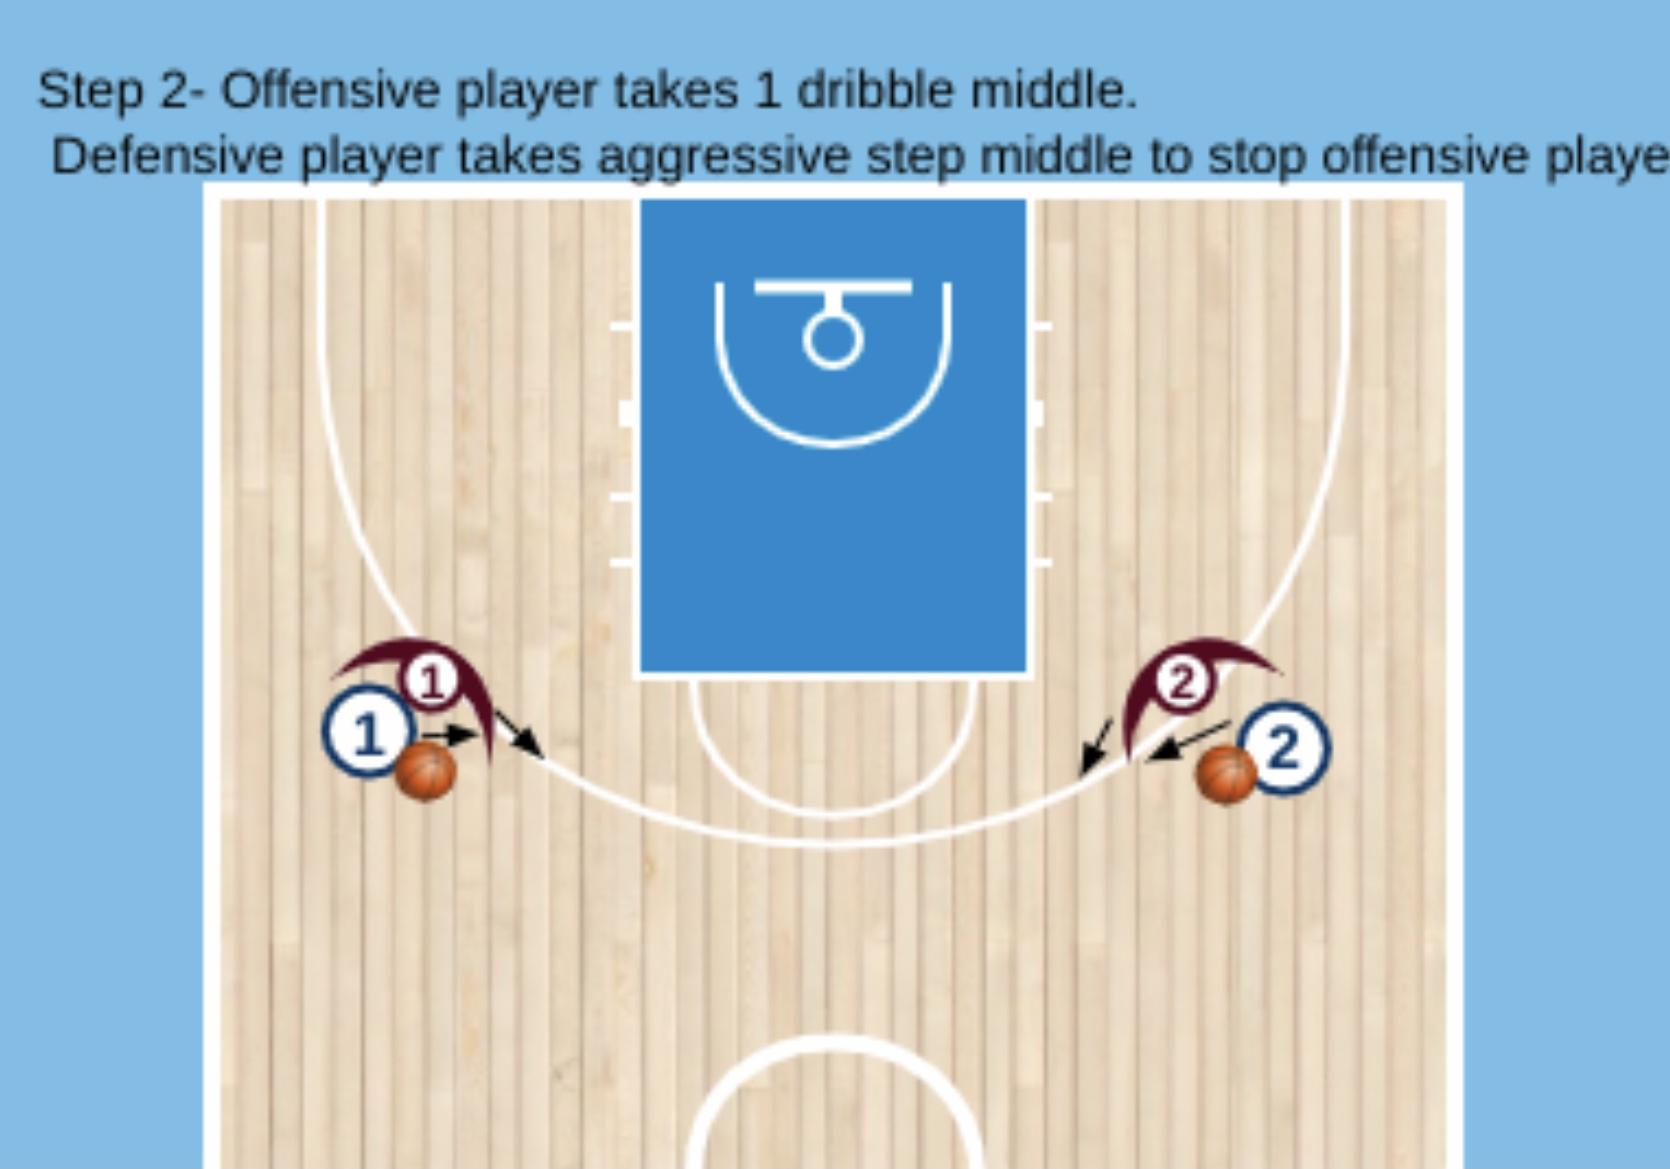 Step 2- Offensive player takes 1 dribble middle.
Defensive player takes aggressive step middle to stop offensive playe
1
1
2
2